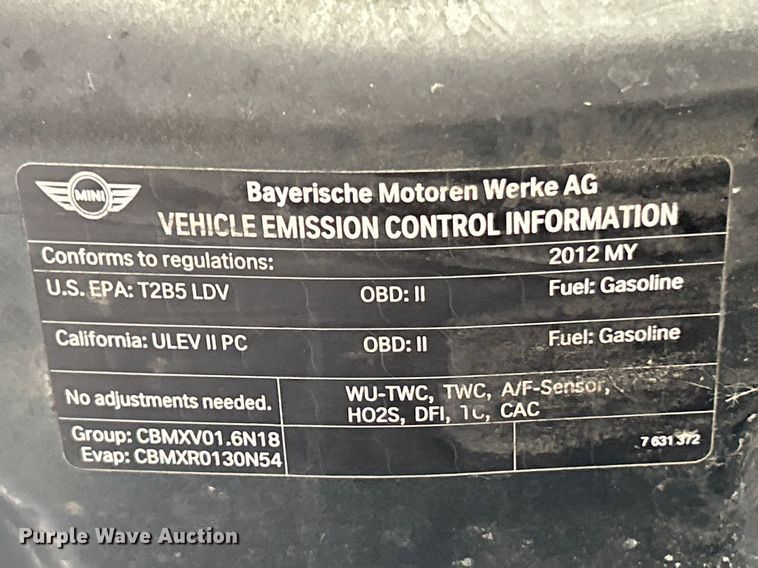 MINI
Bayerische Motoren Werke AG
VEHICLE EMISSION CONTROL INFORMATION
Conforms to regulations: 2012 MY
U.S. EPA: T2B5 LDV OBD: II Fuel: Gasoline
California: ULEV II PC OBD: II Fuel: Gasoline
No adjustments needed.
WU-TWC, TWC, A/F-Sensor,
HO2S, DFI, TC, CAC
Group: CBMXV01.6N18
Evap: CBMXR0130N54
7 631 372
Purple Wave Auction